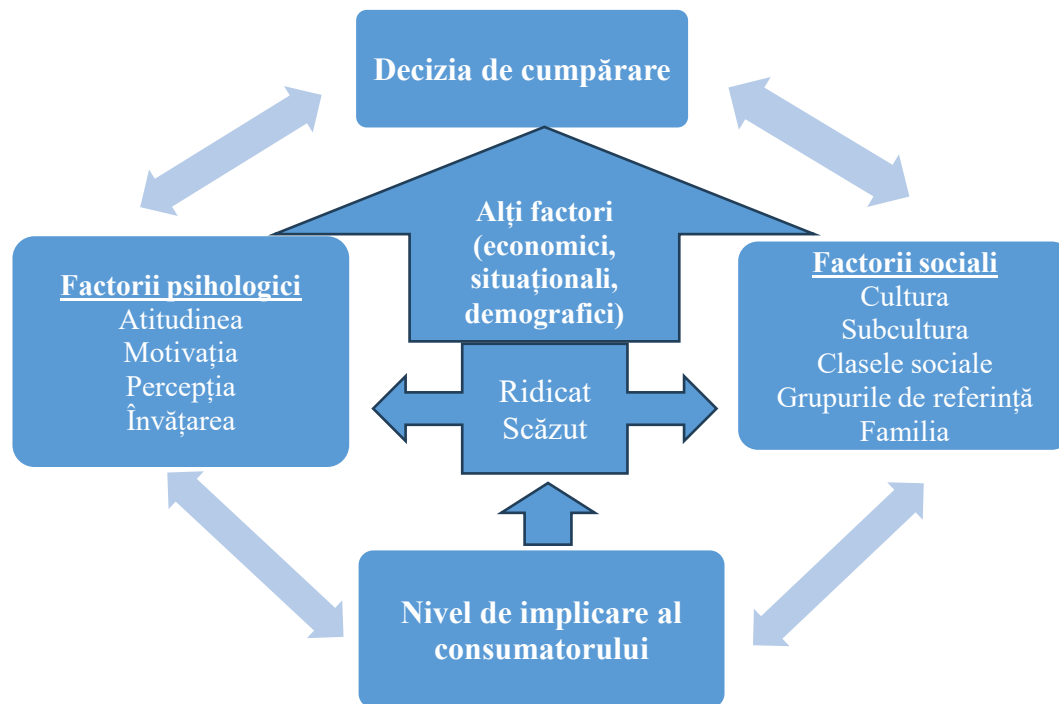 Decizia de cumpărare
Alți factori
(economici,
situaționali,
demografici)
Factorii psihologici
Atitudinea
Motivația
Percepția
Învățarea
Factorii sociali
Cultura
Subcultura
Clasele sociale
Grupurile de referință
Familia
Ridicat
Scăzut
Nivel de implicare al
consumatorului